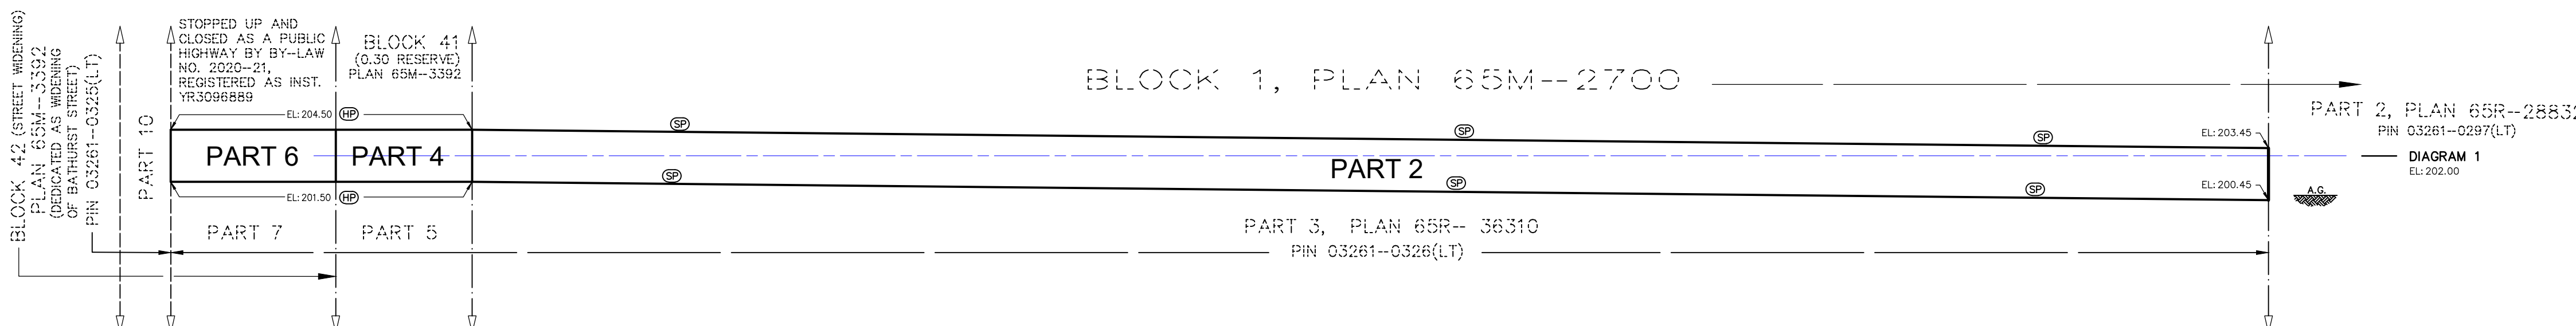 BLOCK 42 (STREET WIDENING)
PLAN 65M--3392
(DEDICATED AS WIDENING
OF BATHURST STREET)
PIN 03261--0325(LT)
PART 10
STOPPED UP AND
CLOSED AS A PUBLIC
HIGHWAY BY BY--LAW
NO. 2020--21,
REGISTERED AS INST.
YR3096889
BLOCK 41
(0.30 RESERVE)
PLAN 65M--3392
BLOCK 1, PLAN 65M--2700
PART 2, PLAN 65R--28832
PIN 03261--0297(LT)
EL: 204.50 HP
SP
SP
SP
EL: 203.45
PART 6
PART 4
PART 2
DIAGRAM 1
EL: 202.00
EL: 201.50 HP
SP
SP
SP
EL: 200.45
A.G.
PART 7
PART 5
PART 3, PLAN 65R-- 36310
PIN 03261--0326(LT)